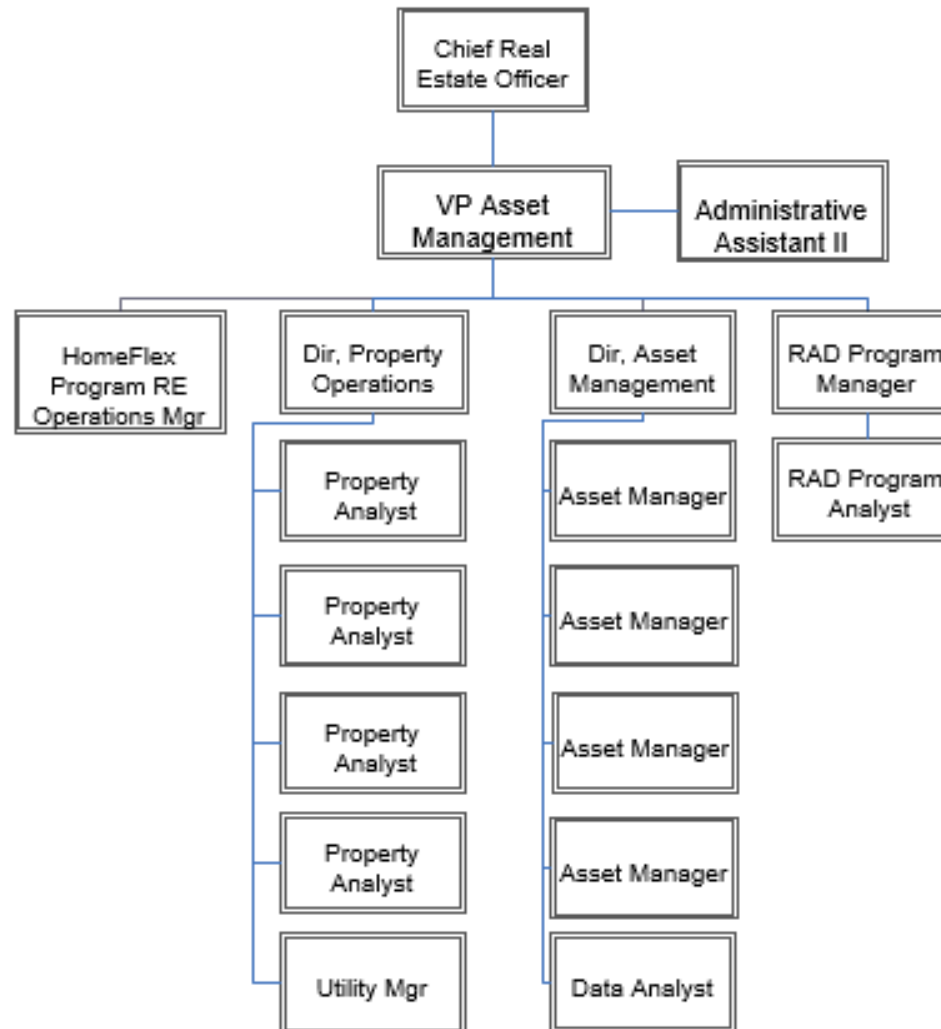 Chief Real
Estate Officer
VP Asset
Management
Administrative
Assistant II
HomeFlex
Program RE
Operations Mgr
Dir, Property
Operations
Dir, Asset
Management
RAD Program
Manager
Property
Analyst
Asset Manager
RAD Program
Analyst
Property
Analyst
Asset Manager
Property
Analyst
Asset Manager
Property
Analyst
Asset Manager
Utility Mgr
Data Analyst